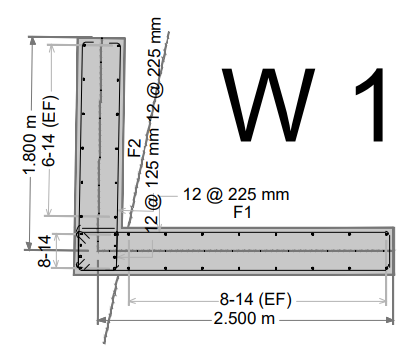 W 1
1.800 m
6-14 (EF)
8-14
F2
12 @ 125 mm
12 @ 225 mm
12 @ 225 mm
F1
8-14 (EF)
2.500 m